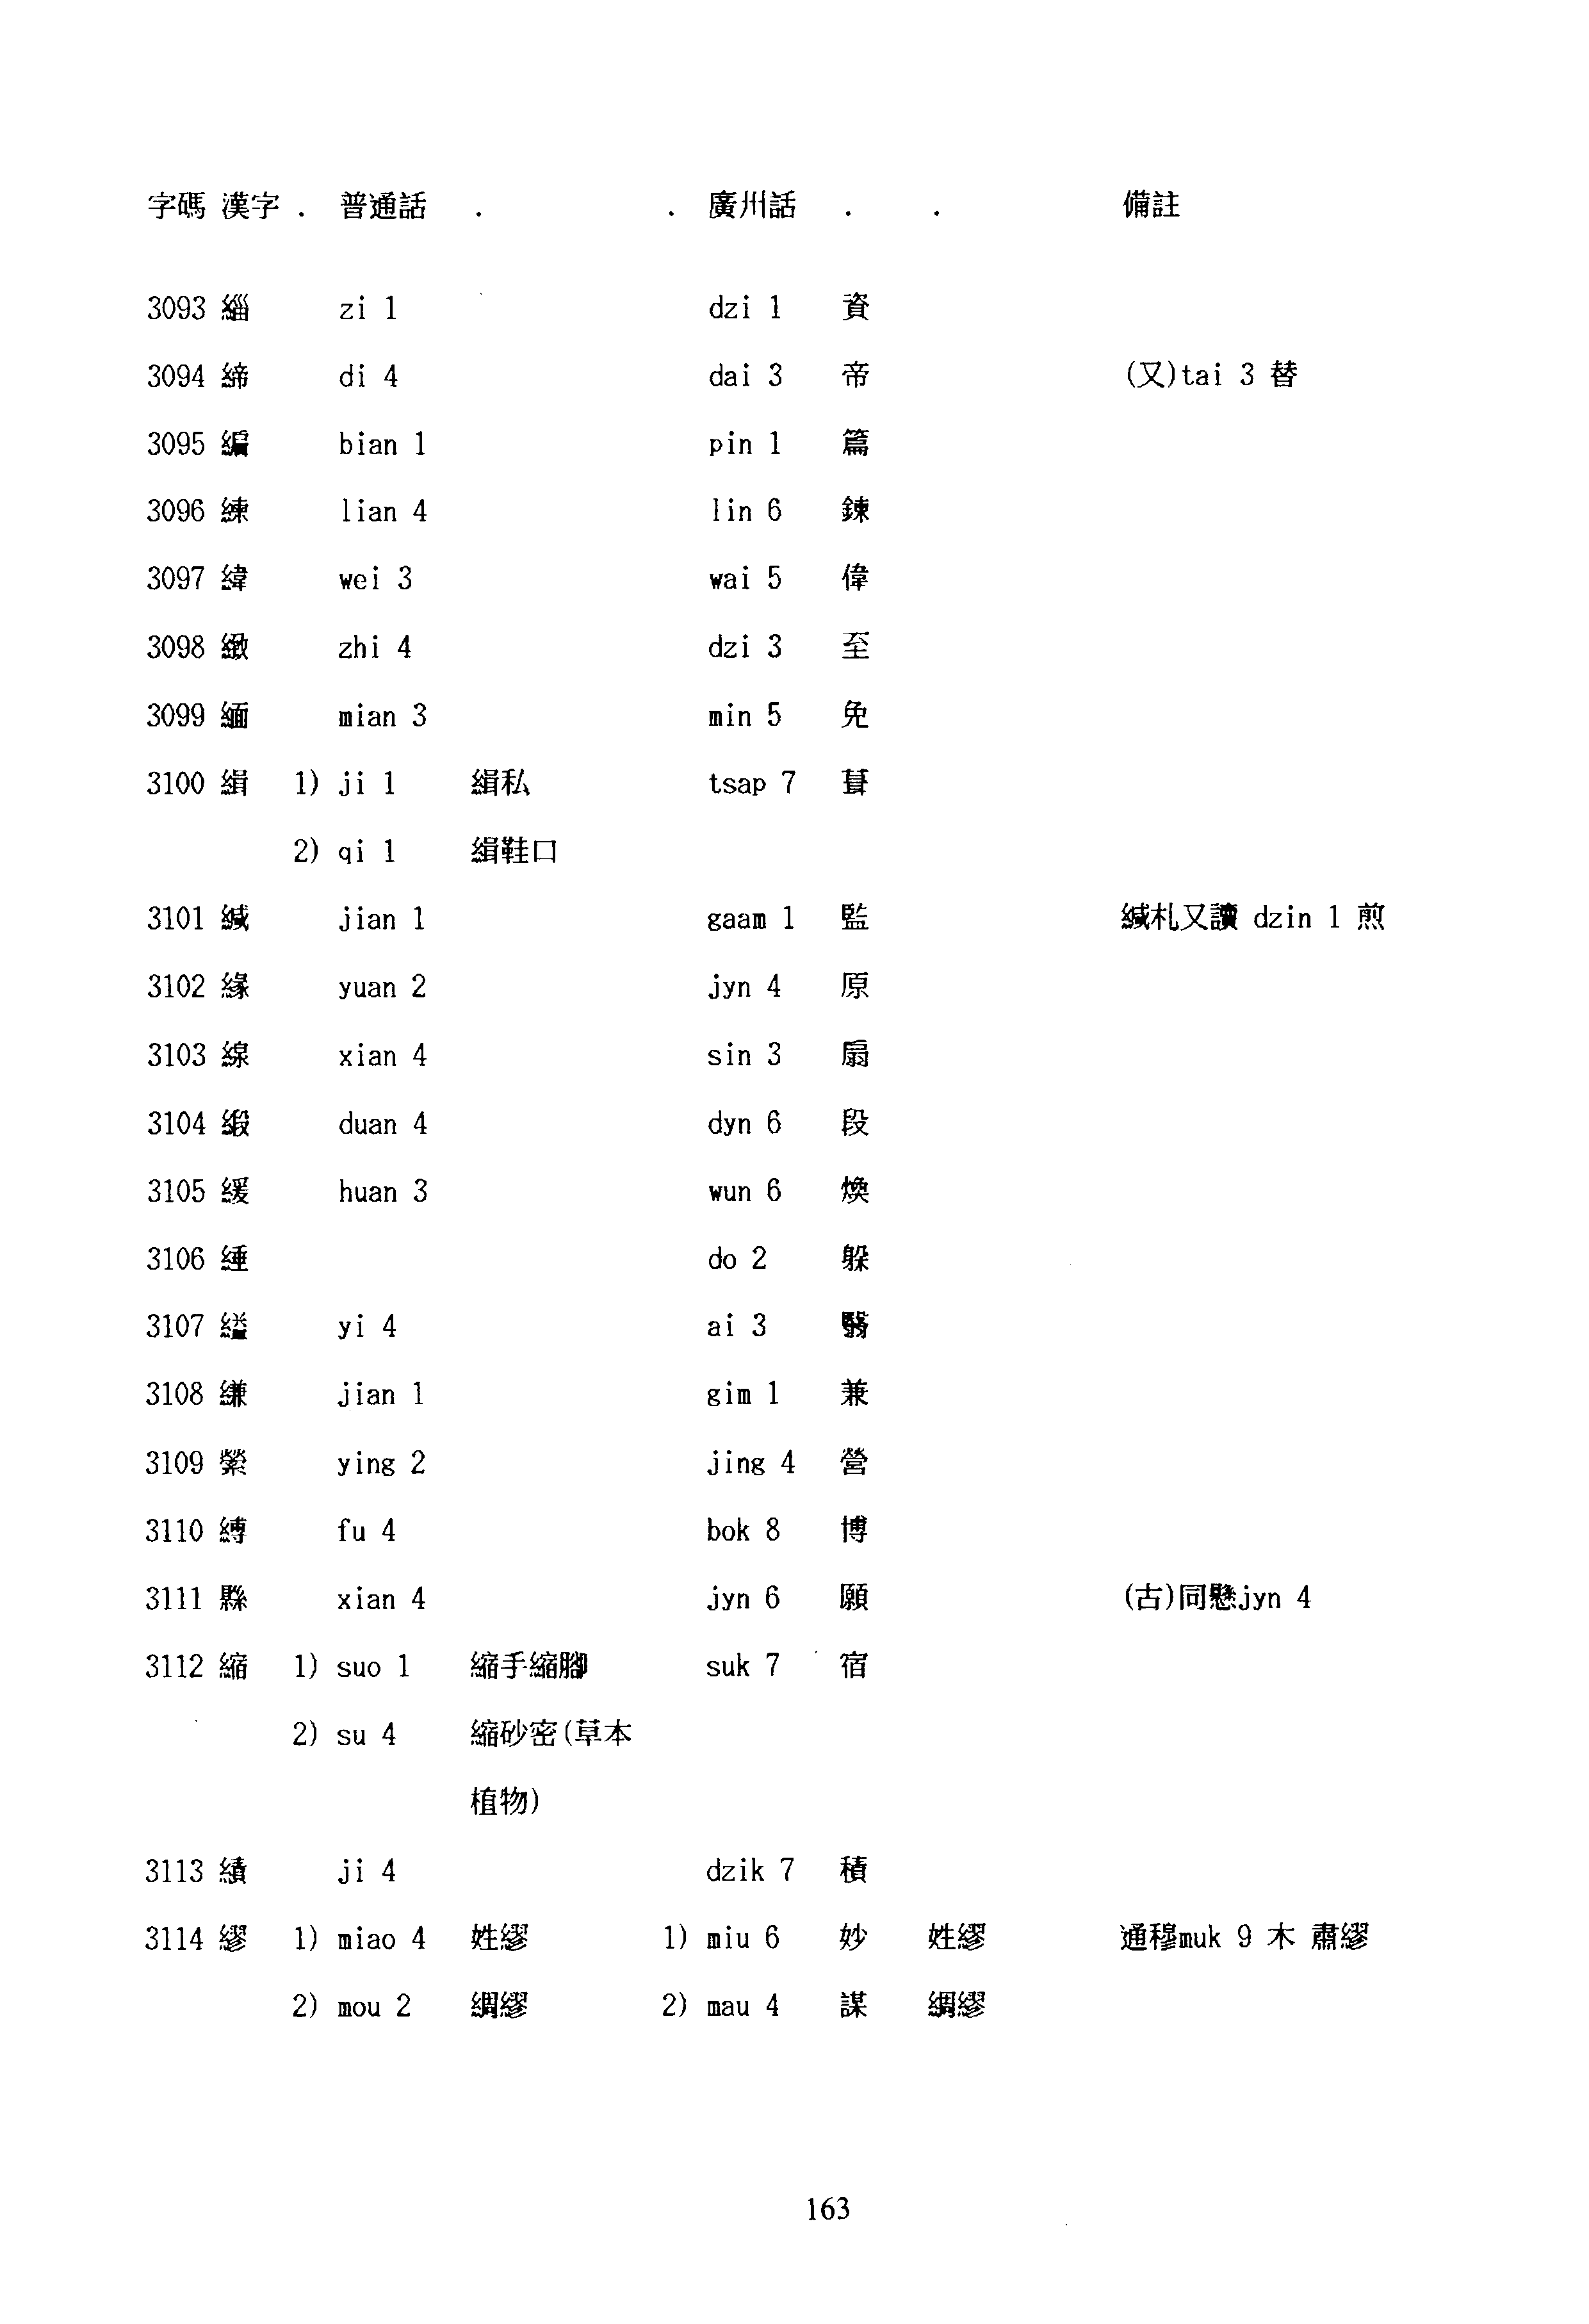 字碼 漢字 . 普通話 . . 廣州話 . . 備註
3093 緇 zi 1 dzi 1 資
3094 締 di 4 dai 3 帝 (又)tai 3 替
3095 編 bian 1 pin 1 篇
3096 練 lian 4 lin 6 鍊
3097 緯 wei 3 wai 5 偉
3098 緻 zhi 4 dzi 3 至
3099 緬 mian 3 min 5 免
3100 緝 1) ji 1 緝私 tsap 7 葺
2) qi 1 緝鞋口
3101 緘 jian 1 gaam 1 監 緘札又讀 dzin 1 煎
3102 緣 yuan 2 jyn 4 原
3103 線 xian 4 sin 3 扇
3104 緞 duan 4 dyn 6 段
3105 緩 huan 3 wun 6 煥
3106 綞 do 2 躲
3107 縊 yi 4 ai 3 翳
3108 縑 jian 1 gim 1 兼
3109 縈 ying 2 jing 4 營
3110 縛 fu 4 bok 8 博
3111 縣 xian 4 jyn 6 願 (古)同懸jyn 4
3112 縮 1) suo 1 縮手縮腳 suk 7 宿
2) su 4 縮砂密(草本
植物)
3113 績 ji 4 dzik 7 積
3114 繆 1) miao 4 姓繆 1) miu 6 妙 姓繆 通穆muk 9 木 肅繆
2) mou 2 綢繆 2) mau 4 謀 綢繆
163